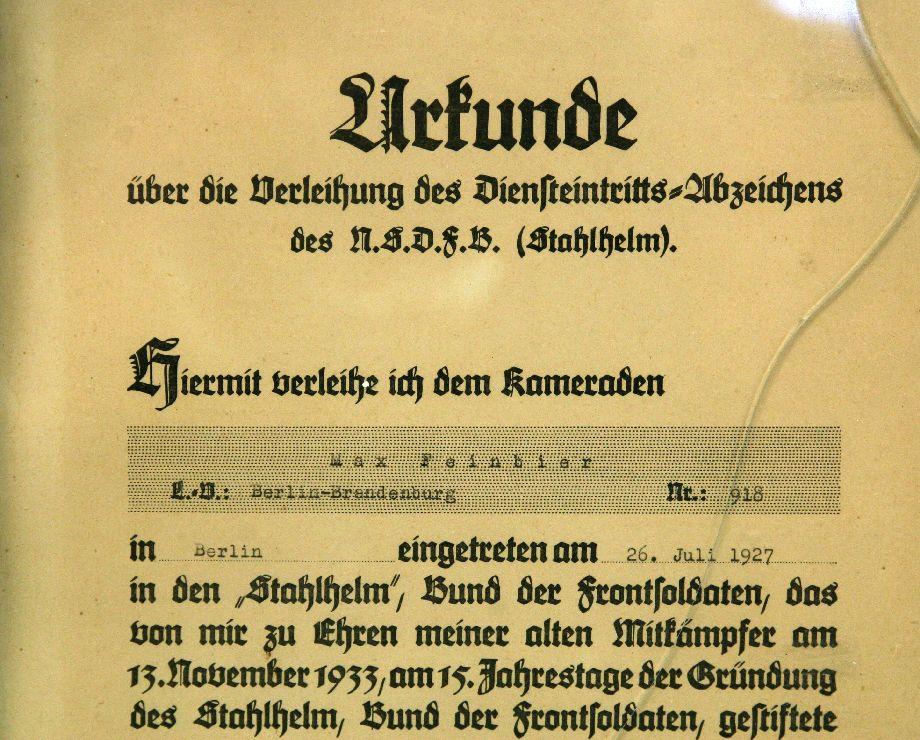 Urkunde
über die Verleihung des Diensteintritts-Abzeichens
des N.S.D.F.B. (Stahlhelm).
Hiermit verleihe ich dem Kameraden
Max Feinbier
L.-V.: Berlin-Brandenburg Nr.: 918
in Berlin eingetreten am 26. Juli 1927
in den „Stahlhelm“, Bund der Frontsoldaten, das
von mir zu Ehren meiner alten Mitkämpfer am
13. November 1933, am 15. Jahrestage der Gründung
des Stahlhelm, Bund der Frontsoldaten, gestiftete